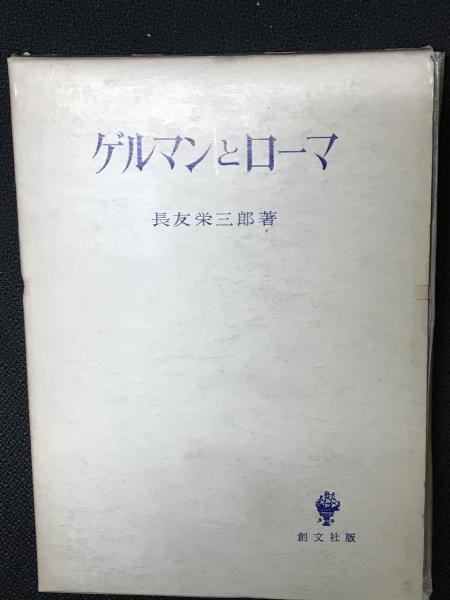 ゲルマンとローマ
長友栄三郎著
創文社版